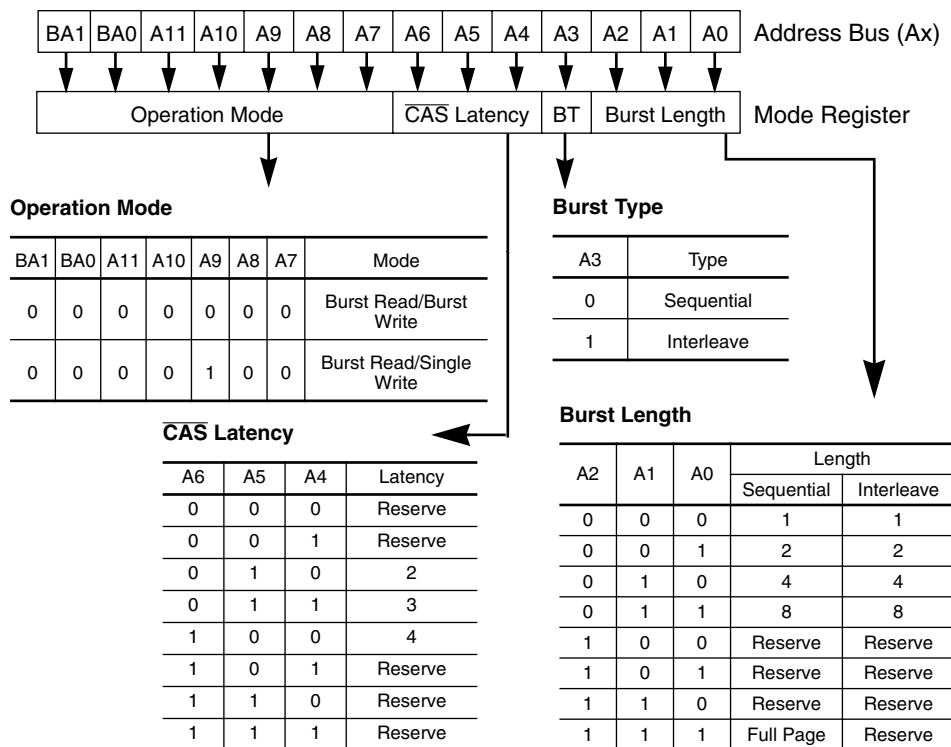 BA1 BA0 A11 A10 A9 A8 A7 A6 A5 A4 A3 A2 A1 A0 Address Bus (Ax)
Operation Mode CAS Latency BT Burst Length Mode Register
Operation Mode
BA1 BA0 A11 A10 A9 A8 A7 Mode
0 0 0 0 0 0 0 Burst Read/Burst
Write
0 0 0 0 1 0 0 Burst Read/Single
Write
Burst Type
A3 Type
0 Sequential
1 Interleave
CAS Latency
A6 A5 A4 Latency
0 0 0 Reserve
0 0 1 Reserve
0 1 0 2
0 1 1 3
1 0 0 4
1 0 1 Reserve
1 1 0 Reserve
1 1 1 Reserve
Burst Length
A2 A1 A0 Length
Sequential Interleave
0 0 0 1 1
0 0 1 2 2
0 1 0 4 4
0 1 1 8 8
1 0 0 Reserve Reserve
1 0 1 Reserve Reserve
1 1 0 Reserve Reserve
1 1 1 Full Page Reserve